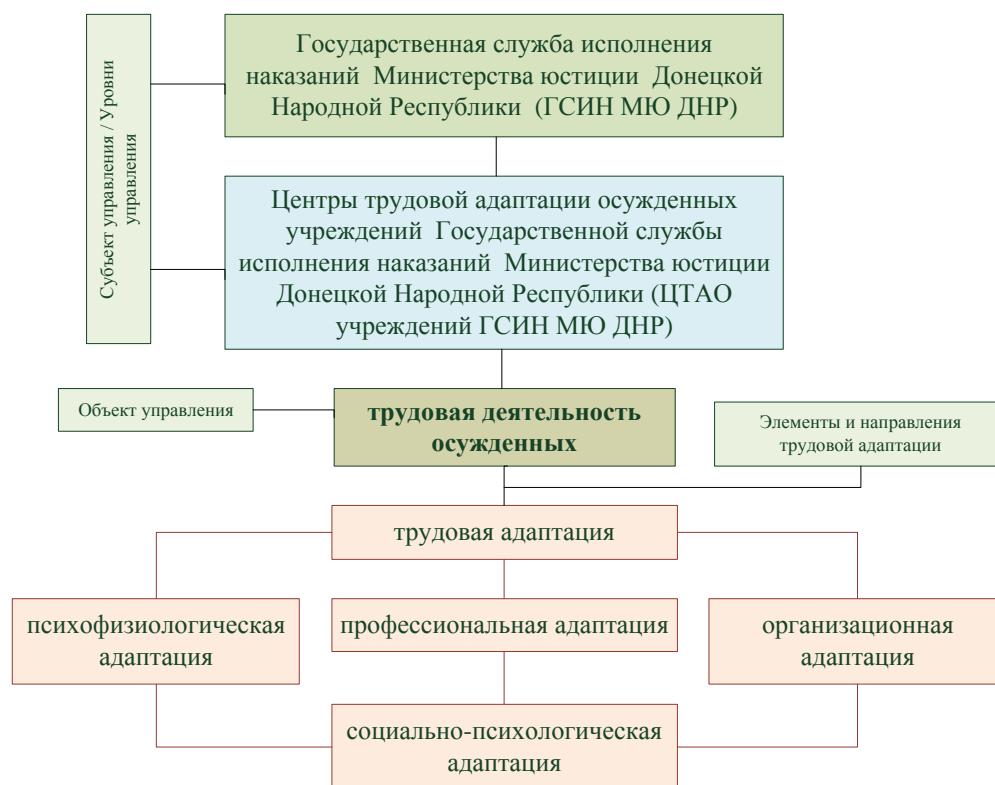 Субъект управления / Уровни
управления
Государственная служба исполнения
наказаний Министерства юстиции Донецкой
Народной Республики (ГСИН МЮ ДНР)
Центры трудовой адаптации осужденных
учреждений Государственной службы
исполнения наказаний Министерства юстиции
Донецкой Народной Республики (ЦТАО
учреждений ГСИН МЮ ДНР)
Объект управления
трудовая деятельность
осужденных
Элементы и направления
трудовой адаптации
трудовая адаптация
психофизиологическая
адаптация
профессиональная адаптация
организационная
адаптация
социально-психологическая
адаптация